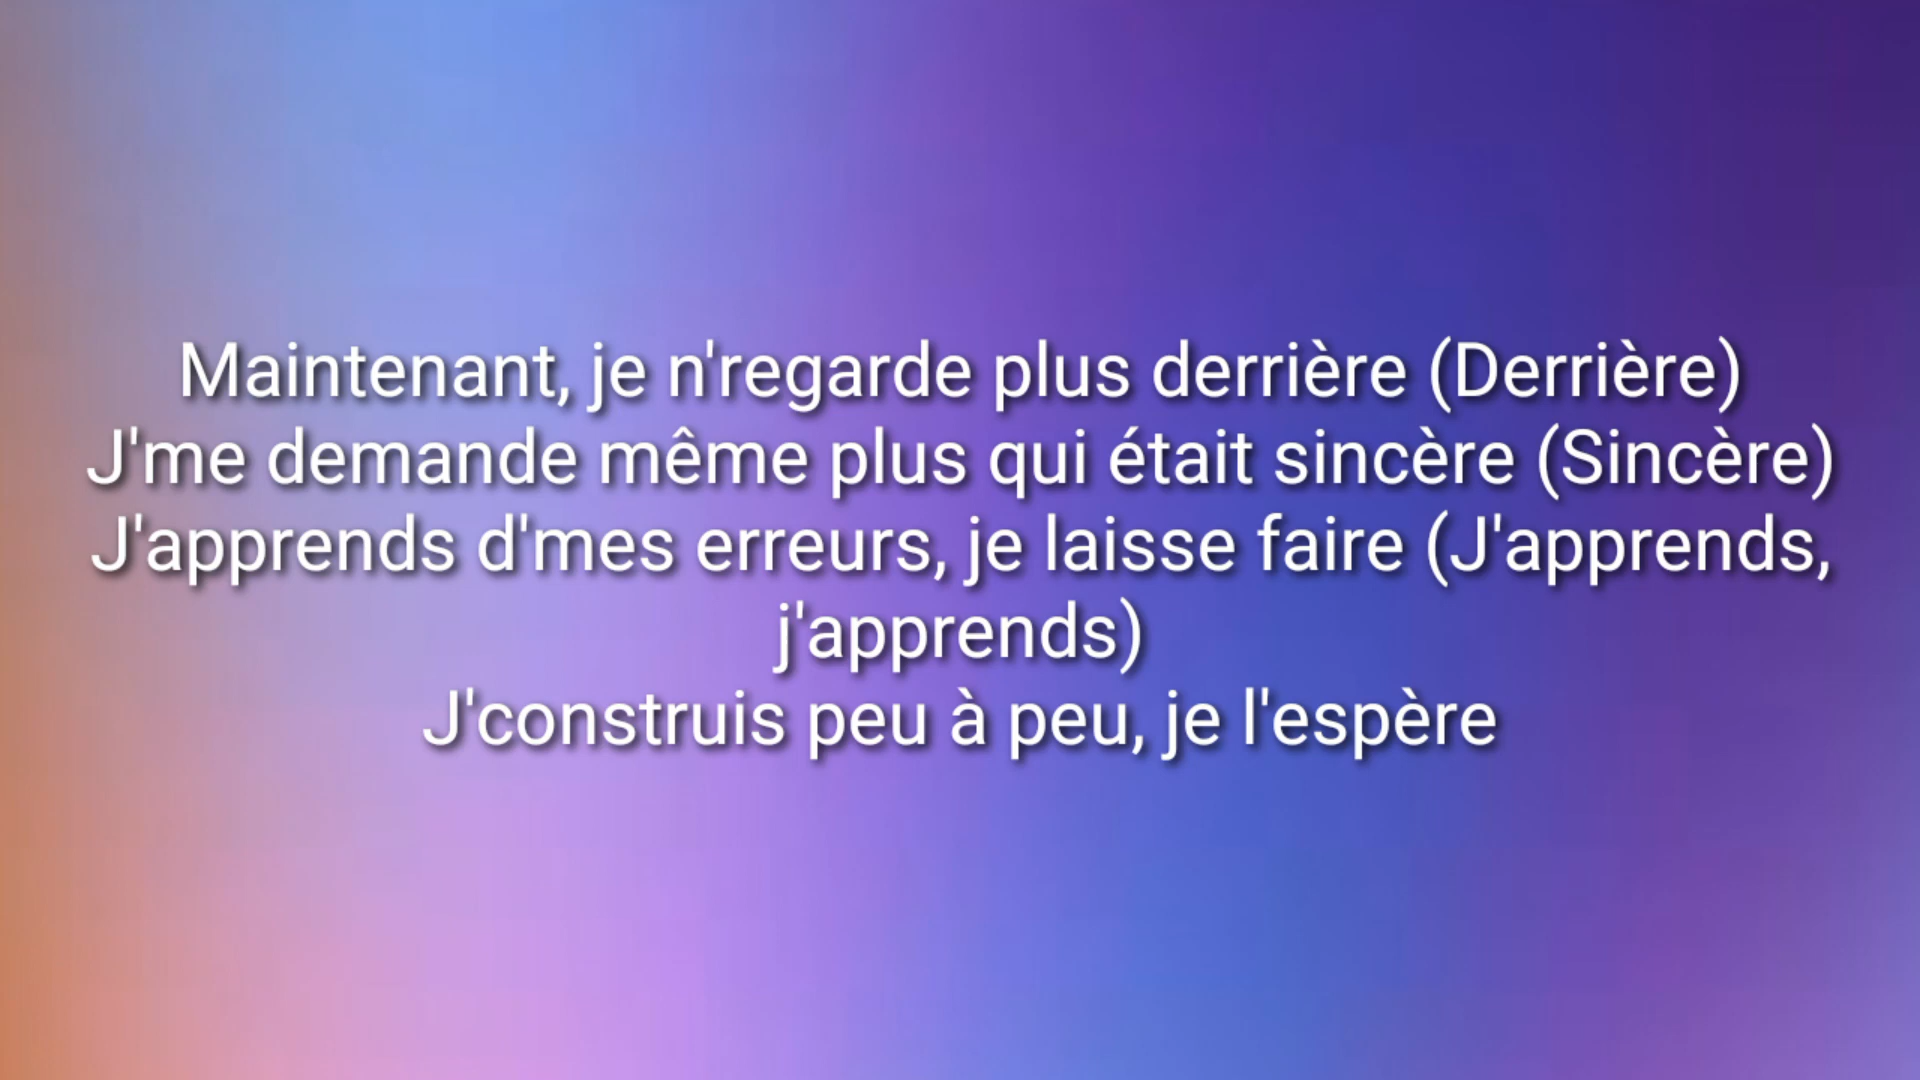 Maintenant, je n'regarde plus derrière (Derrière)
J'me demande même plus qui était sincère (Sincère)
J'apprends d'mes erreurs, je laisse faire (J'apprends,
j'apprends)
J'construis peu à peu, je l'espère